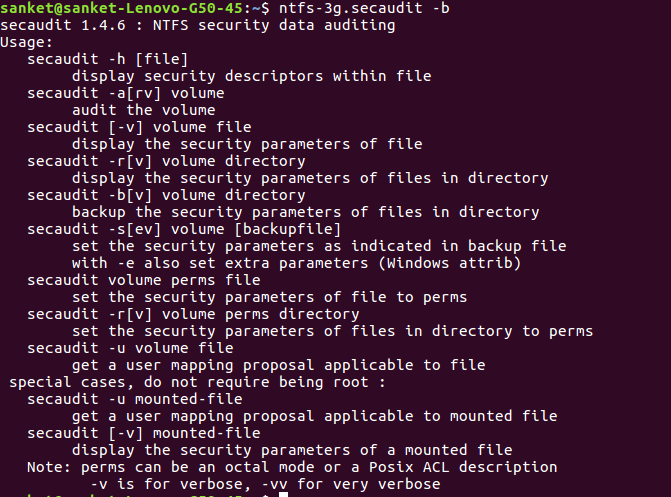 sanket@sanket-Lenovo-G50-45:~$ ntfs-3g.secaudit -b
secaudit 1.4.6 : NTFS security data auditing
Usage:
   secaudit -h [file]
        display security descriptors within file
   secaudit -a[rv] volume
        audit the volume
   secaudit [-v] volume file
        display the security parameters of file
   secaudit -r[v] volume directory
        display the security parameters of files in directory
   secaudit -b[v] volume directory
        backup the security parameters of files in directory
   secaudit -s[ev] volume [backupfile]
        set the security parameters as indicated in backup file
        with -e also set extra parameters (Windows attrib)
   secaudit volume perms file
        set the security parameters of file to perms
   secaudit -r[v] volume perms directory
        set the security parameters of files in directory to perms
   secaudit -u volume file
        get a user mapping proposal applicable to file
 special cases, do not require being root :
   secaudit -u mounted-file
        get a user mapping proposal applicable to mounted file
   secaudit [-v] mounted-file
        display the security parameters of a mounted file
   Note: perms can be an octal mode or a Posix ACL description
          -v is for verbose, -vv for very verbose